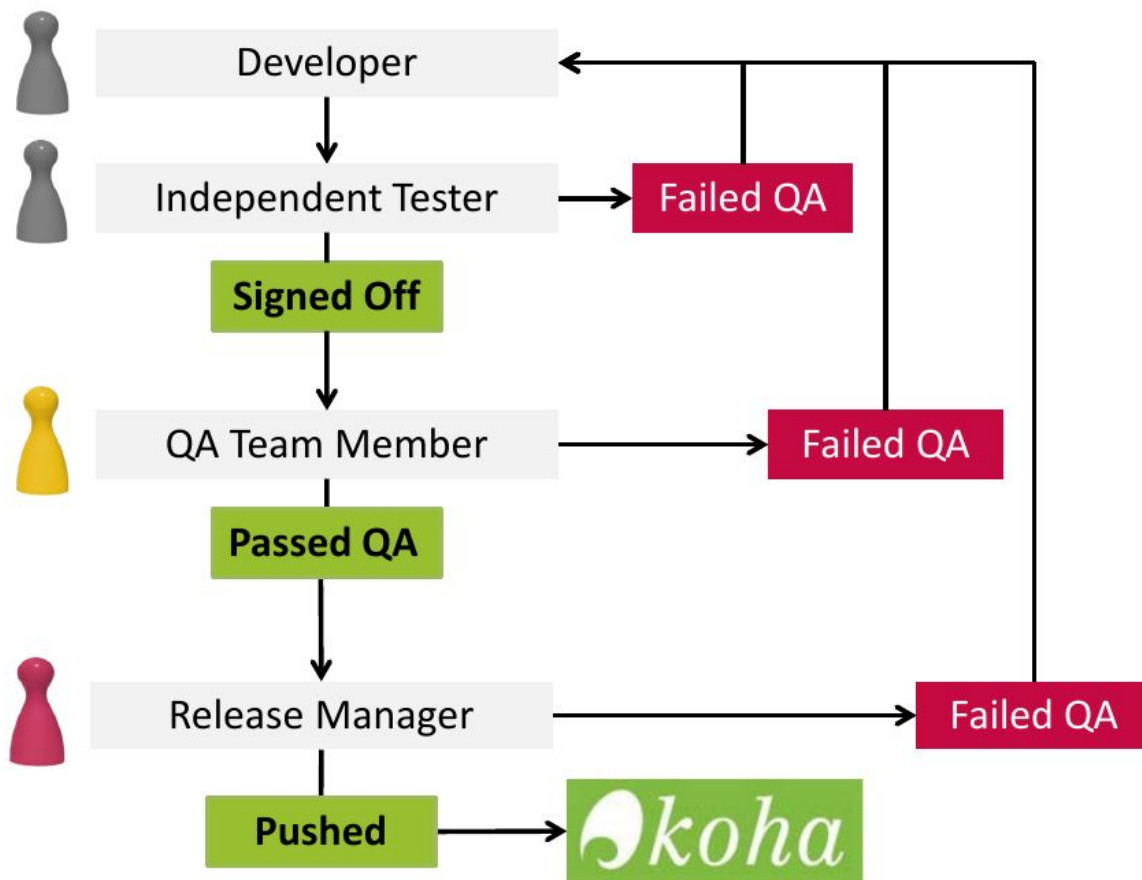 Developer
Independent Tester
Failed QA
Signed Off
QA Team Member
Failed QA
Passed QA
Release Manager
Failed QA
Pushed
koha